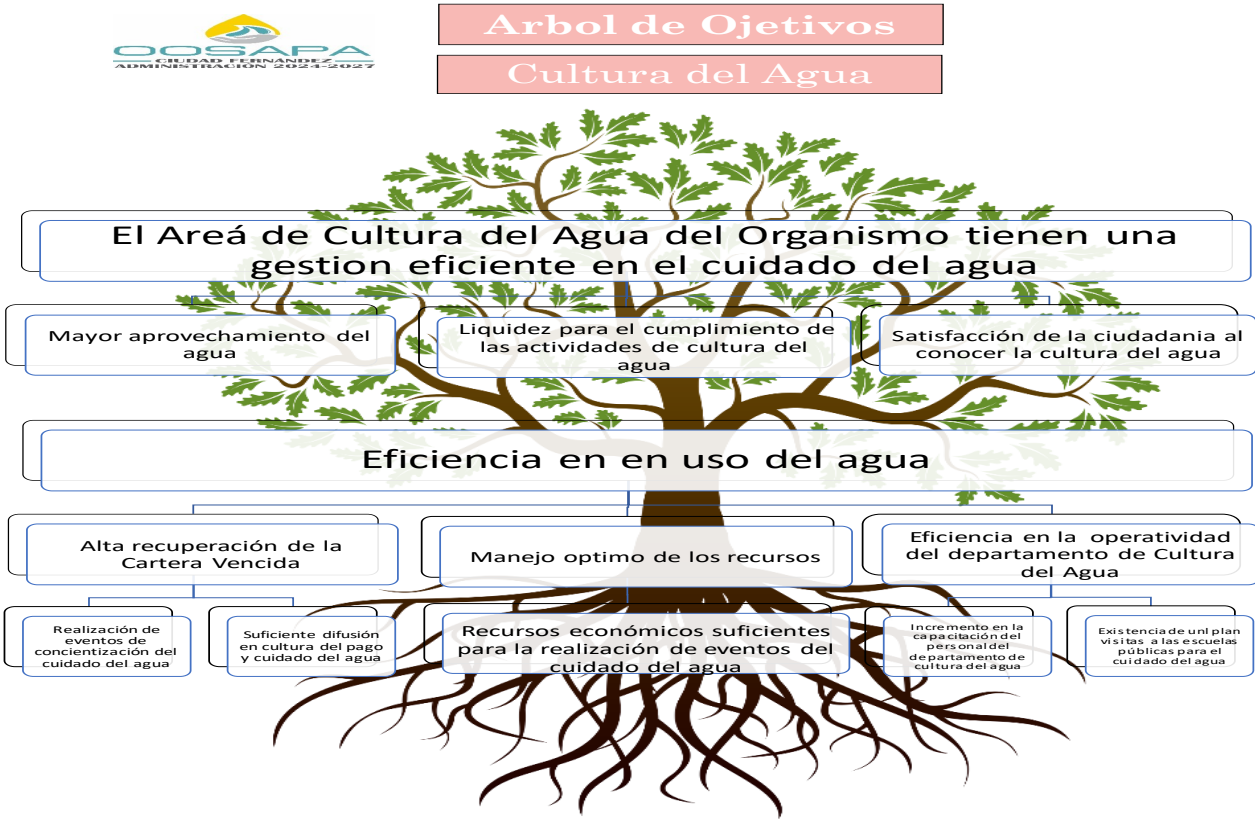 OOSAPA
CIUDAD FERNÁNDEZ
ADMINISTRACIÓN 2024-2027
Arbol de Ojetivos
Cultura del Agua
El Areá de Cultura del Agua del Organismo tienen una
gestion eficiente en el cuidado del agua
Mayor aprovechamiento del
agua
Liquidez para el cumplimiento de
las actividades de cultura del
agua
Satisfacción de la ciudadania al
conocer la cultura del agua
Eficiencia en en uso del agua
Alta recuperación de la
Cartera Vencida
Manejo optimo de los recursos
Eficiencia en la operatividad
del departamento de Cultura
del Agua
Realización de
eventos de
concientización del
cuidado del agua
Suficiente difusión
en cultura del pago
y cuidado del agua
Recursos económicos suficientes
para la realización de eventos del
cuidado del agua
Incremento en la
capacitación del
personal del
departamento de
cultura del agua
Existencia de unl plan
visitas a las escuelas
públicas para el
cuidado del agua